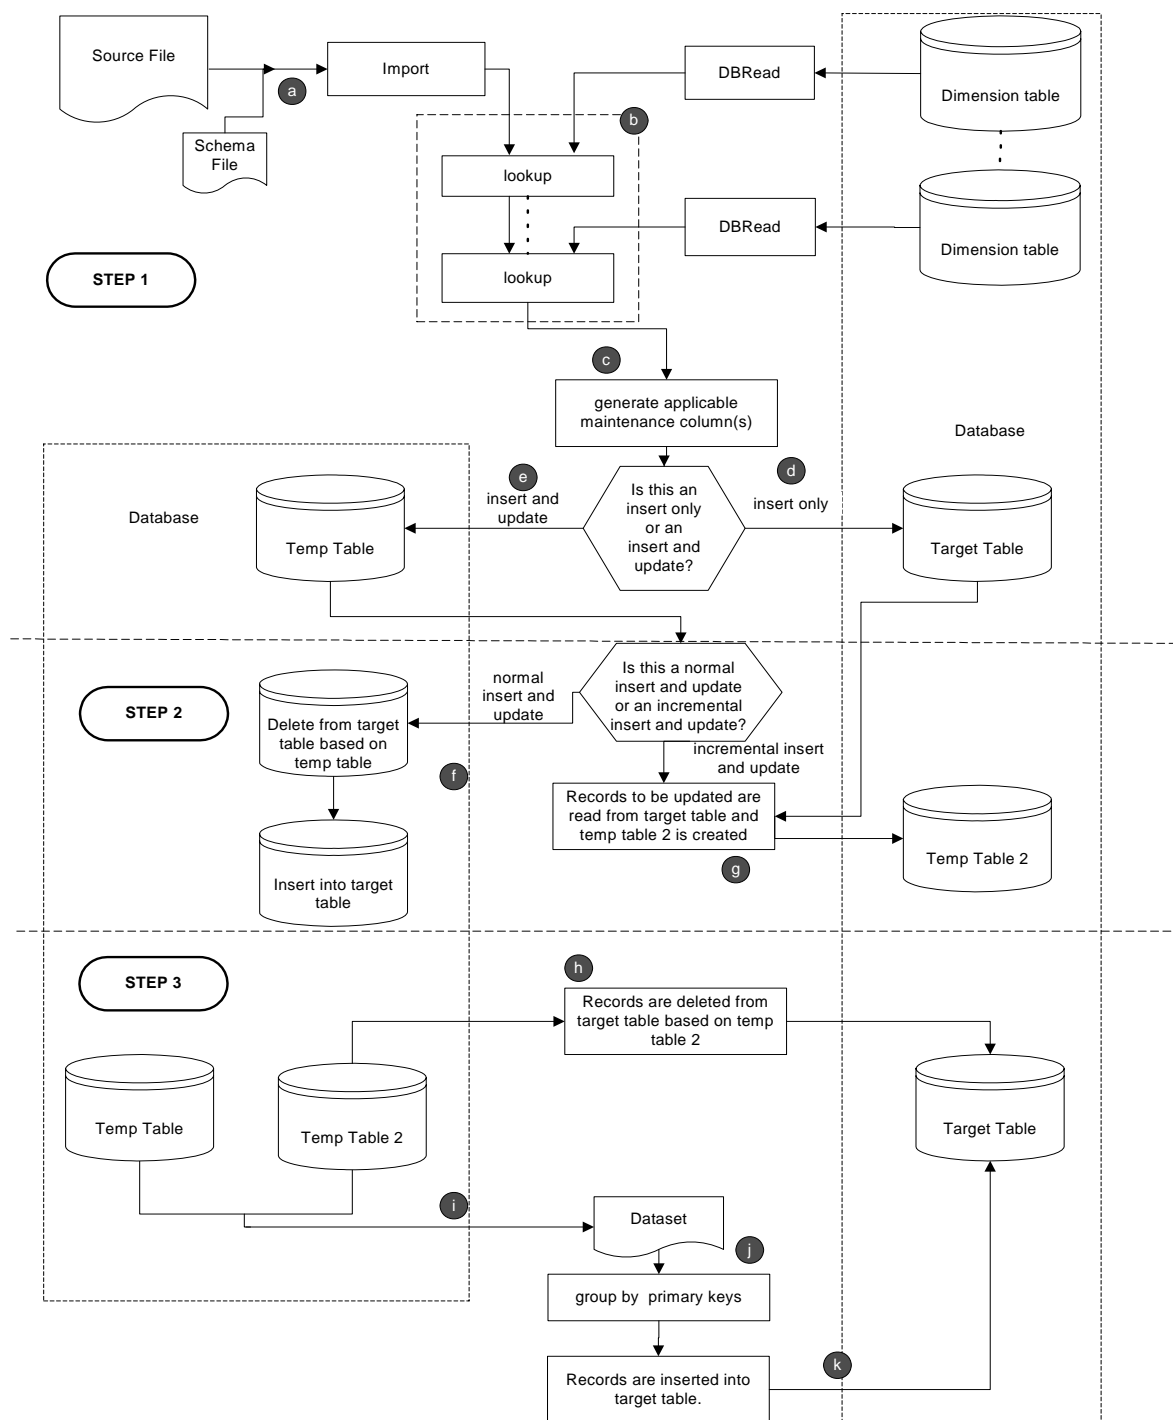 Source File
Import
DBRead
Dimension table
a
b
Schema
File
lookup
DBRead
Dimension table
lookup
STEP 1
c
generate applicable
maintenance column(s)
Database
d
e
insert and
update
insert only
Is this an
insert only
or an
insert and
update?
Database
Temp Table
Target Table
STEP 2
normal
insert and
update
Is this a normal
insert and update
or an incremental
insert and update?
Delete from target
table based on
temp table
incremental insert
and update
f
Records to be updated are
read from target table and
temp table 2 is created
g
Temp Table 2
Insert into target
table
STEP 3
h
Records are deleted from
target table based on temp
table 2
Temp Table
Temp Table 2
Target Table
i
Dataset
j
group by primary keys
k
Records are inserted into
target table.